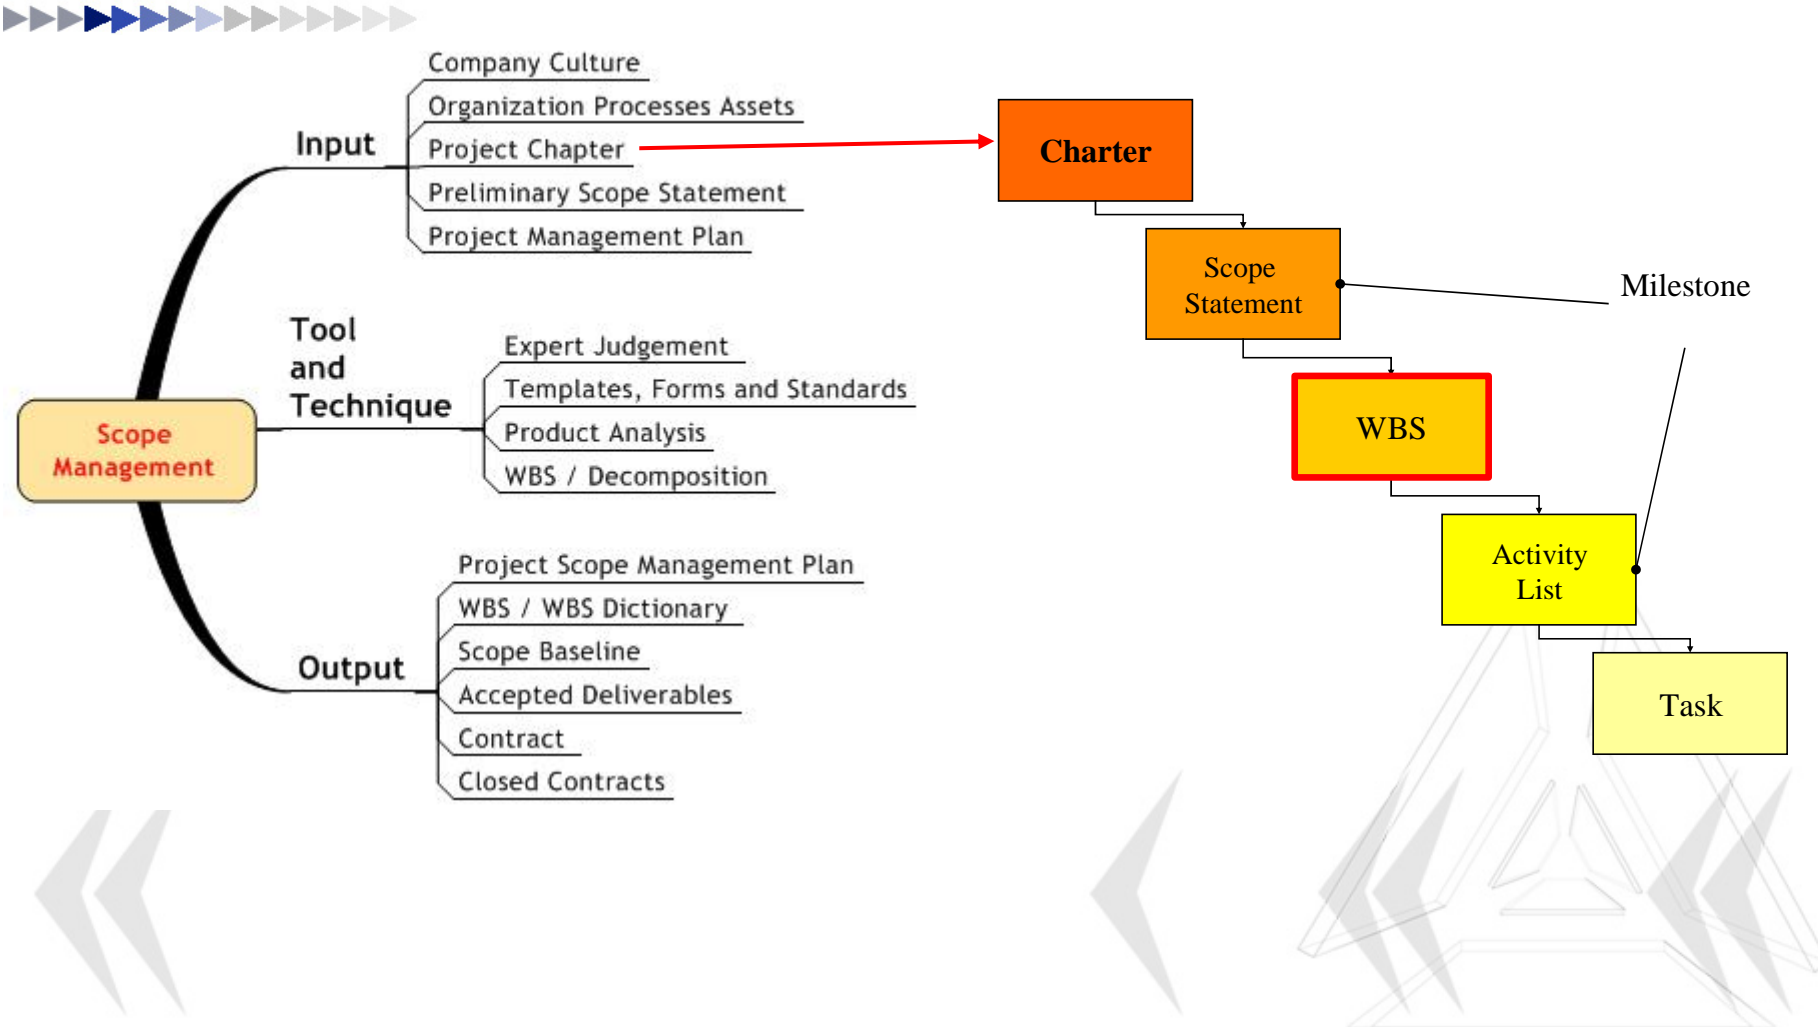 Company Culture
Organization Processes Assets
Input
Project Chapter
Preliminary Scope Statement
Project Management Plan
Tool
and
Technique
Expert Judgement
Templates, Forms and Standards
Product Analysis
WBS / Decomposition
Scope
Management
Project Scope Management Plan
WBS / WBS Dictionary
Scope Baseline
Output
Accepted Deliverables
Contract
Closed Contracts
Charter
Scope
Statement
Milestone
WBS
Activity
List
Task